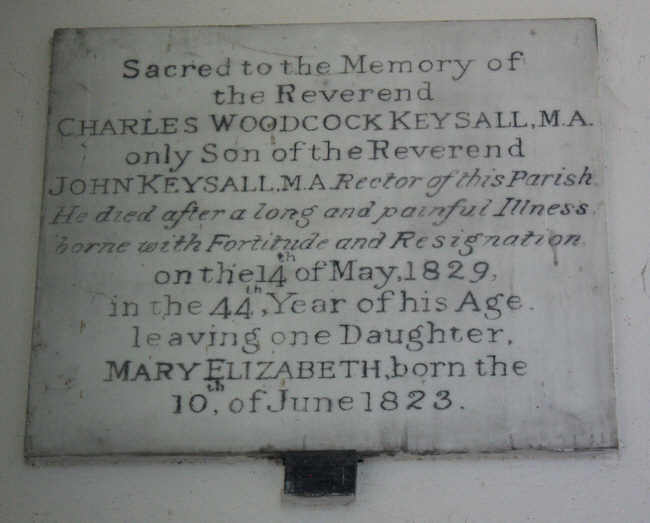 Sacred to the Memory of
the Reverend
CHARLES WOODCOCK KEYSALL, M.A.
only Son of the Reverend
JOHN KEYSALL, M.A. Rector of this Parish.
He died after a long and painful Illness,
borne with Fortitude and Resignation
on the 14th of May, 1829,
in the 44th, Year of his Age.
leaving one Daughter,
MARY ELIZABETH, born the
10th, of June 1823.